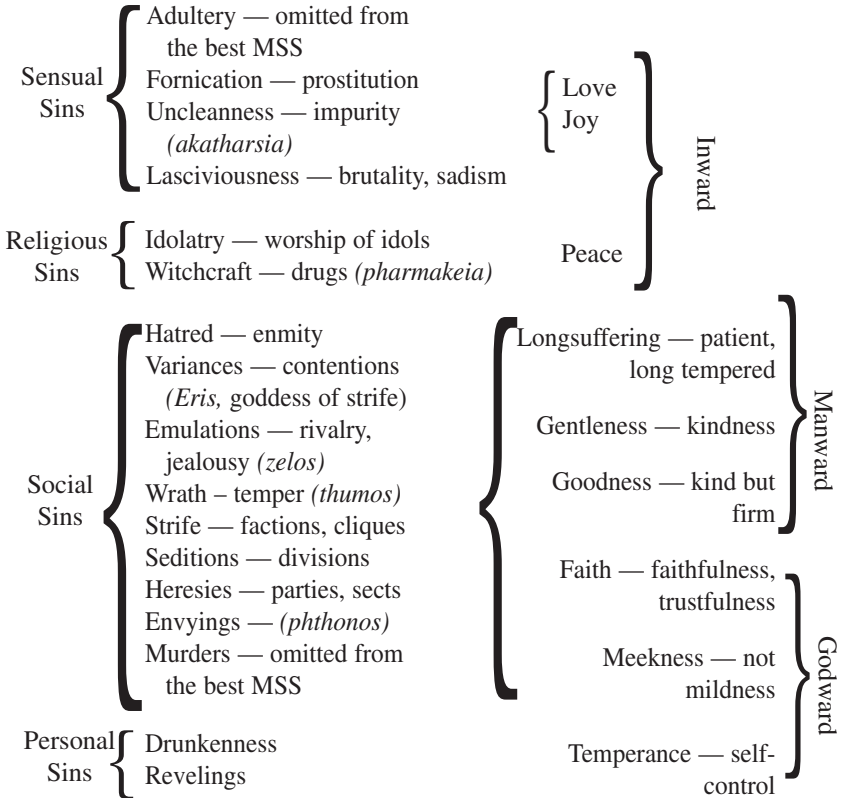 Sensual
Sins
Adultery — omitted from
the best MSS
Fornication — prostitution
Uncleanness — impurity
(akatharsia)
Lasciviousness — brutality, sadism
Religious
Sins
Idolatry — worship of idols
Witchcraft — drugs (pharmakeia)
Social
Sins
Hatred — enmity
Variances — contentions
(Eris, goddess of strife)
Emulations — rivalry,
jealousy (zelos)
Wrath – temper (thumos)
Strife — factions, cliques
Seditions — divisions
Heresies — parties, sects
Envyings — (phthonos)
Murders — omitted from
the best MSS
Personal
Sins
Drunkenness
Revelings
Love
Joy
Peace
Inward
Longsuffering — patient,
long tempered
Gentleness — kindness
Goodness — kind but
firm
Manward
Faith — faithfulness,
trustfulness
Meekness — not
mildness
Temperance — self-
control
Godward